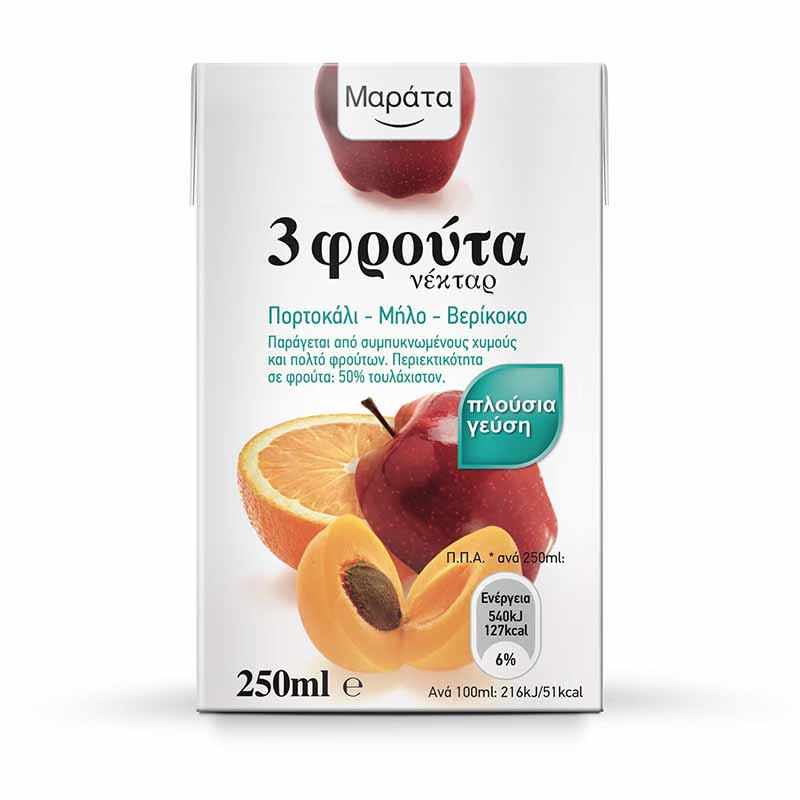 Μαράτα
3 φρούτα
νέκταρ
Πορτοκάλι - Μήλο - Βερίκοκο
Παράγεται από συμπυκνωμένους χυμούς
και πολτό φρούτων. Περιεκτικότητα
σε φρούτα: 50% τουλάχιστον.
πλούσια
γεύση
Π.Π.Α. * ανά 250ml:
Ενέργεια
540kJ
127kcal
6%
250ml ℮
Ανά 100ml: 216kJ/51kcal